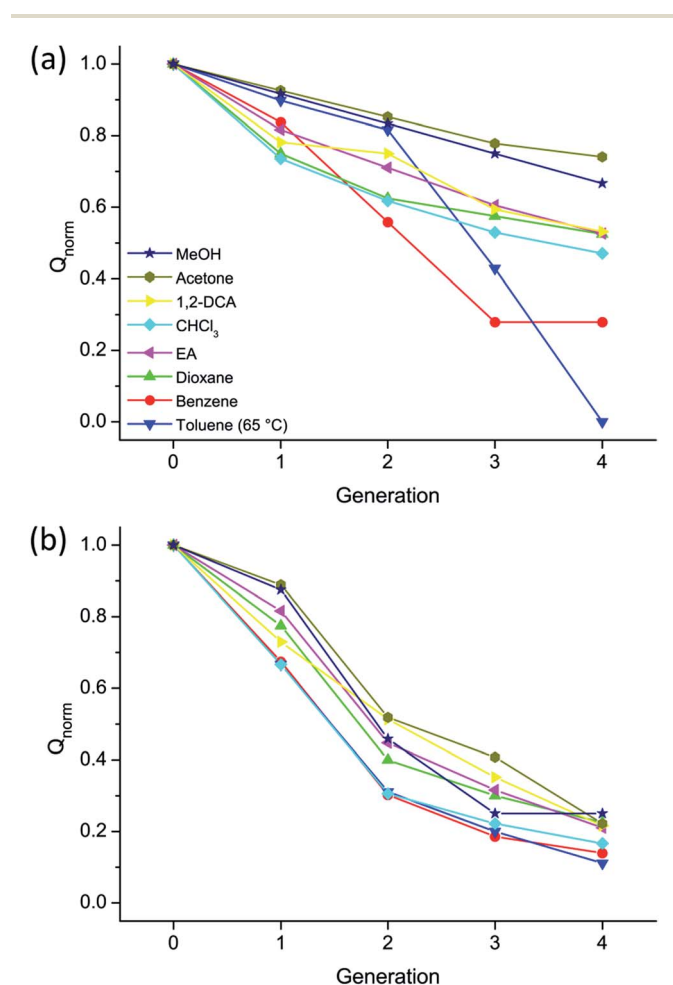 (a)
1.0
0.8
0.6
0.4
0.2
0.0
Qnorm
MeOH
Acetone
1,2-DCA
CHCl3
EA
Dioxane
Benzene
Toluene (65 °C)
0 1 2 3 4
Generation
(b)
1.0
0.8
0.6
0.4
0.2
0.0
Qnorm
0 1 2 3 4
Generation